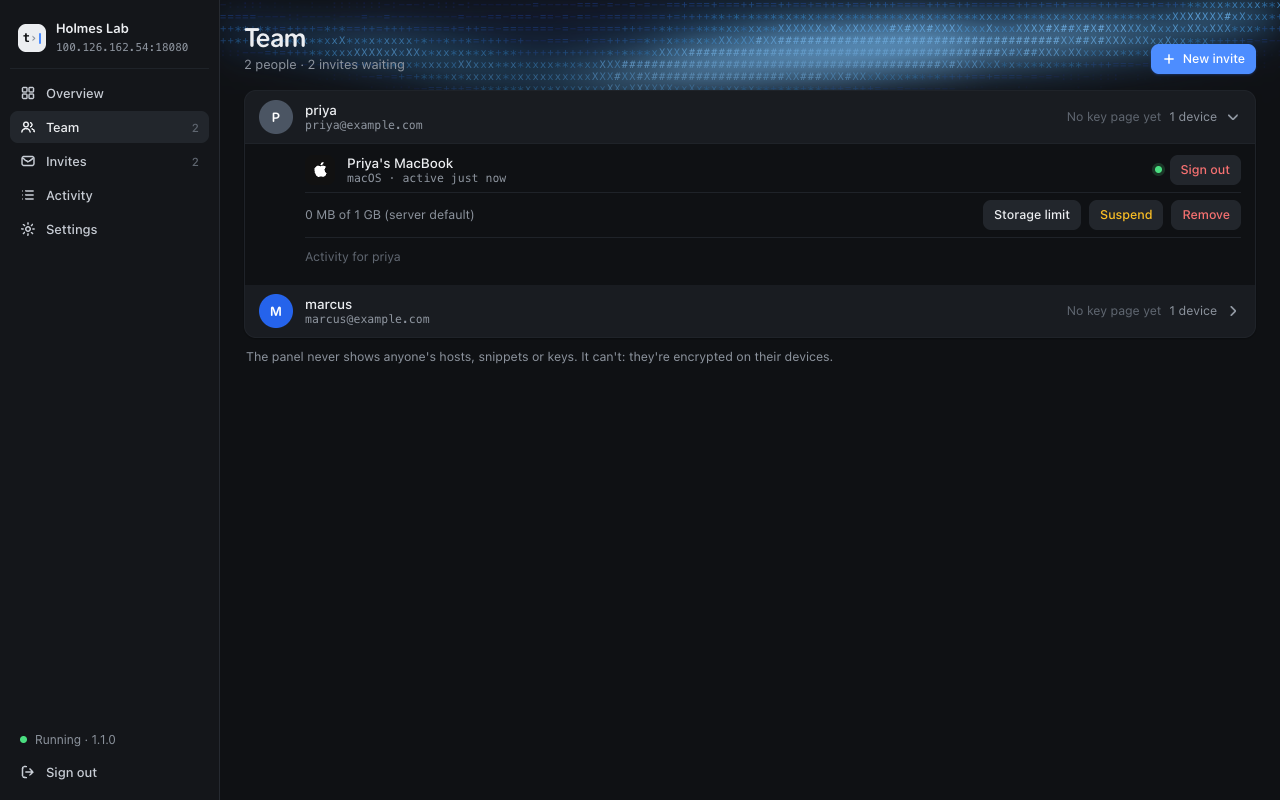 t›|
Holmes Lab
100.126.162.54:18080
Overview
Team 2
Invites 2
Activity
Settings
Running · 1.1.0
Sign out
Team
2 people · 2 invites waiting
+ New invite
P
priya
priya@example.com
No key page yet 1 device
Priya's MacBook
macOS · active just now
Sign out
0 MB of 1 GB (server default)
Storage limit
Suspend
Remove
Activity for priya
M
marcus
marcus@example.com
No key page yet 1 device
The panel never shows anyone's hosts, snippets or keys. It can't: they're encrypted on their devices.